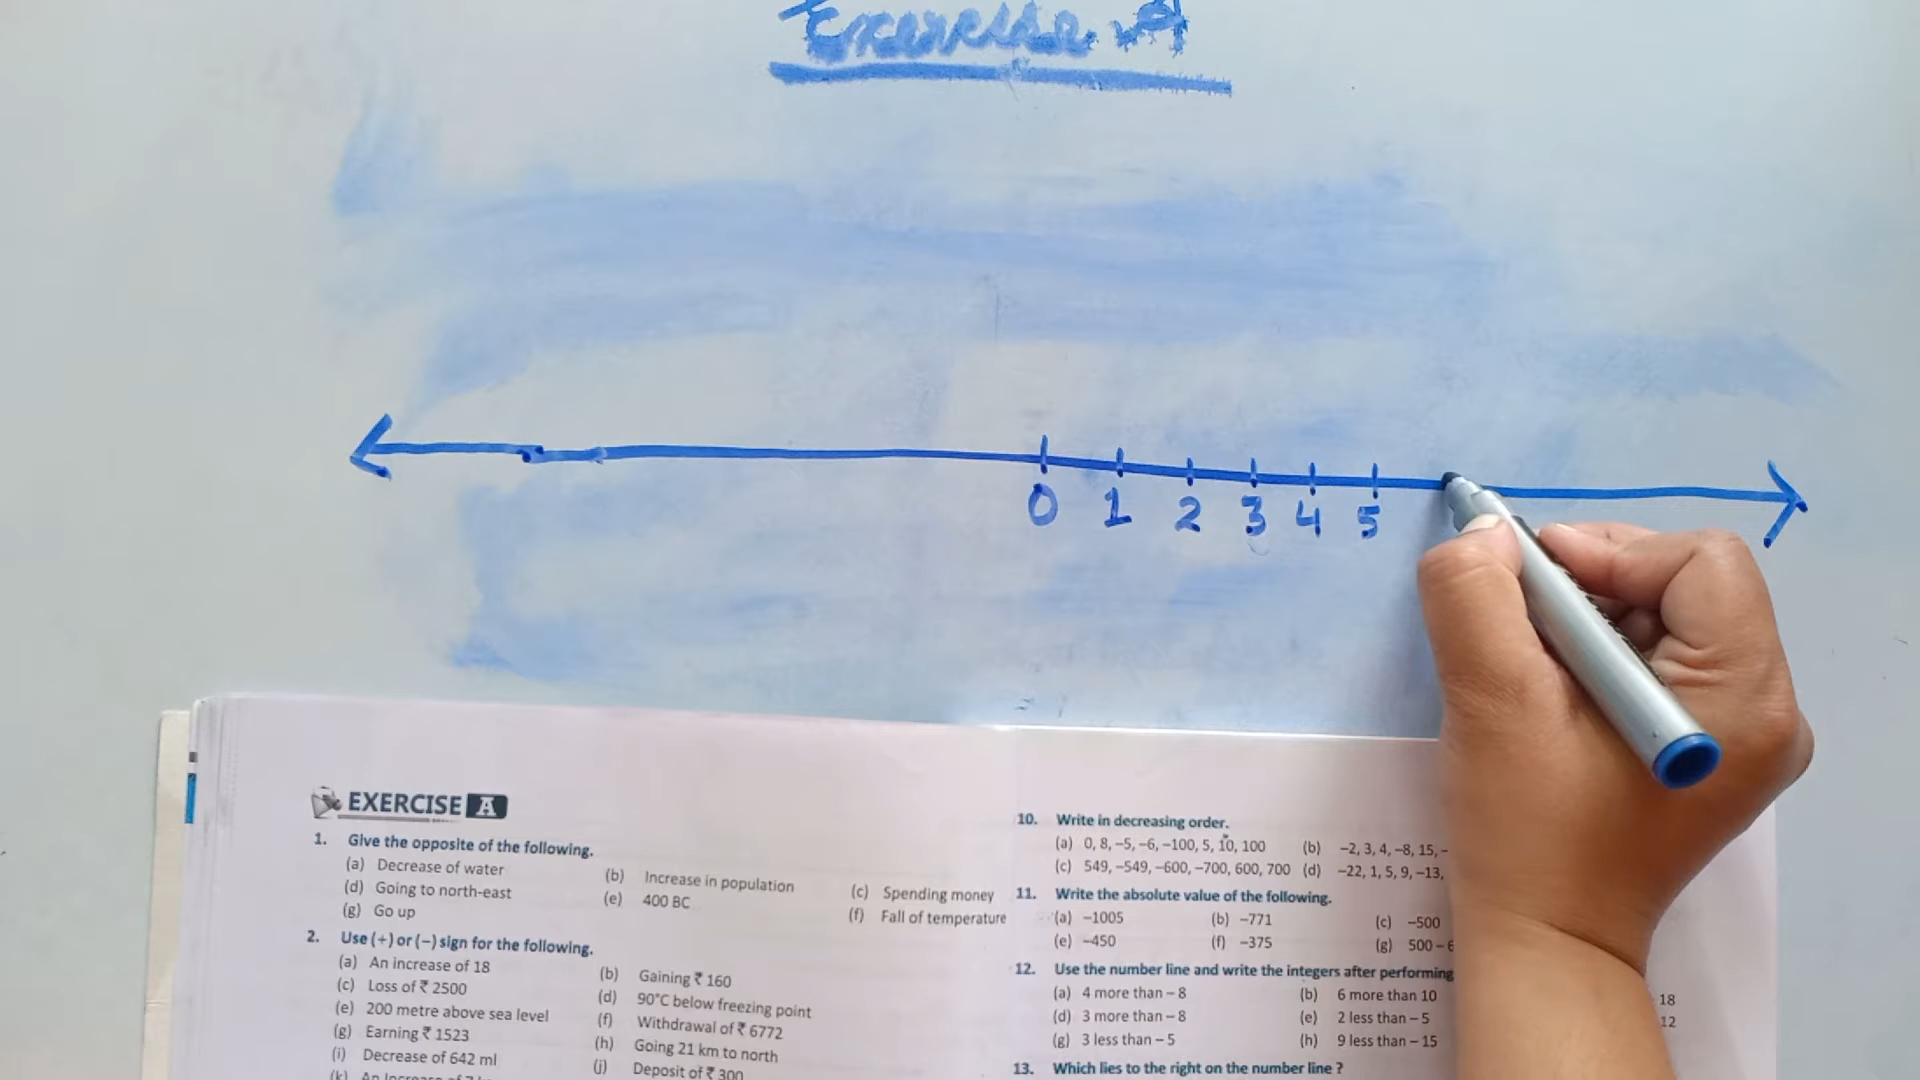 Exercise A
0 1 2 3 4 5
EXERCISE A
1. Give the opposite of the following.
(a) Decrease of water
(b) Increase in population
(c) Spending money
(d) Going to north-east
(e) 400 BC
(f) Fall of temperature
(g) Go up
2. Use (+) or (−) sign for the following.
(a) An increase of 18
(b) Gaining ₹ 160
(c) Loss of ₹ 2500
(d) 90°C below freezing point
(e) 200 metre above sea level
(f) Withdrawal of ₹ 6772
(g) Earning ₹ 1523
(h) Going 21 km to north
(i) Decrease of 642 ml
(j) Deposit of ₹ 300
10. Write in decreasing order.
(a) 0, 8, −5, −6, −100, 5, 10, 100 (b) −2, 3, 4, −8, 15, −
(c) 549, −549, −600, −700, 600, 700 (d) −22, 1, 5, 9, −13,
11. Write the absolute value of the following.
(a) −1005 (b) −771 (c) −500
(e) −450 (f) −375 (g) 500 − 6
12. Use the number line and write the integers after performing
(a) 4 more than − 8 (b) 6 more than 10 18
(d) 3 more than − 8 (e) 2 less than − 5 12
(g) 3 less than − 5 (h) 9 less than − 15
13. Which lies to the right on the number line ?